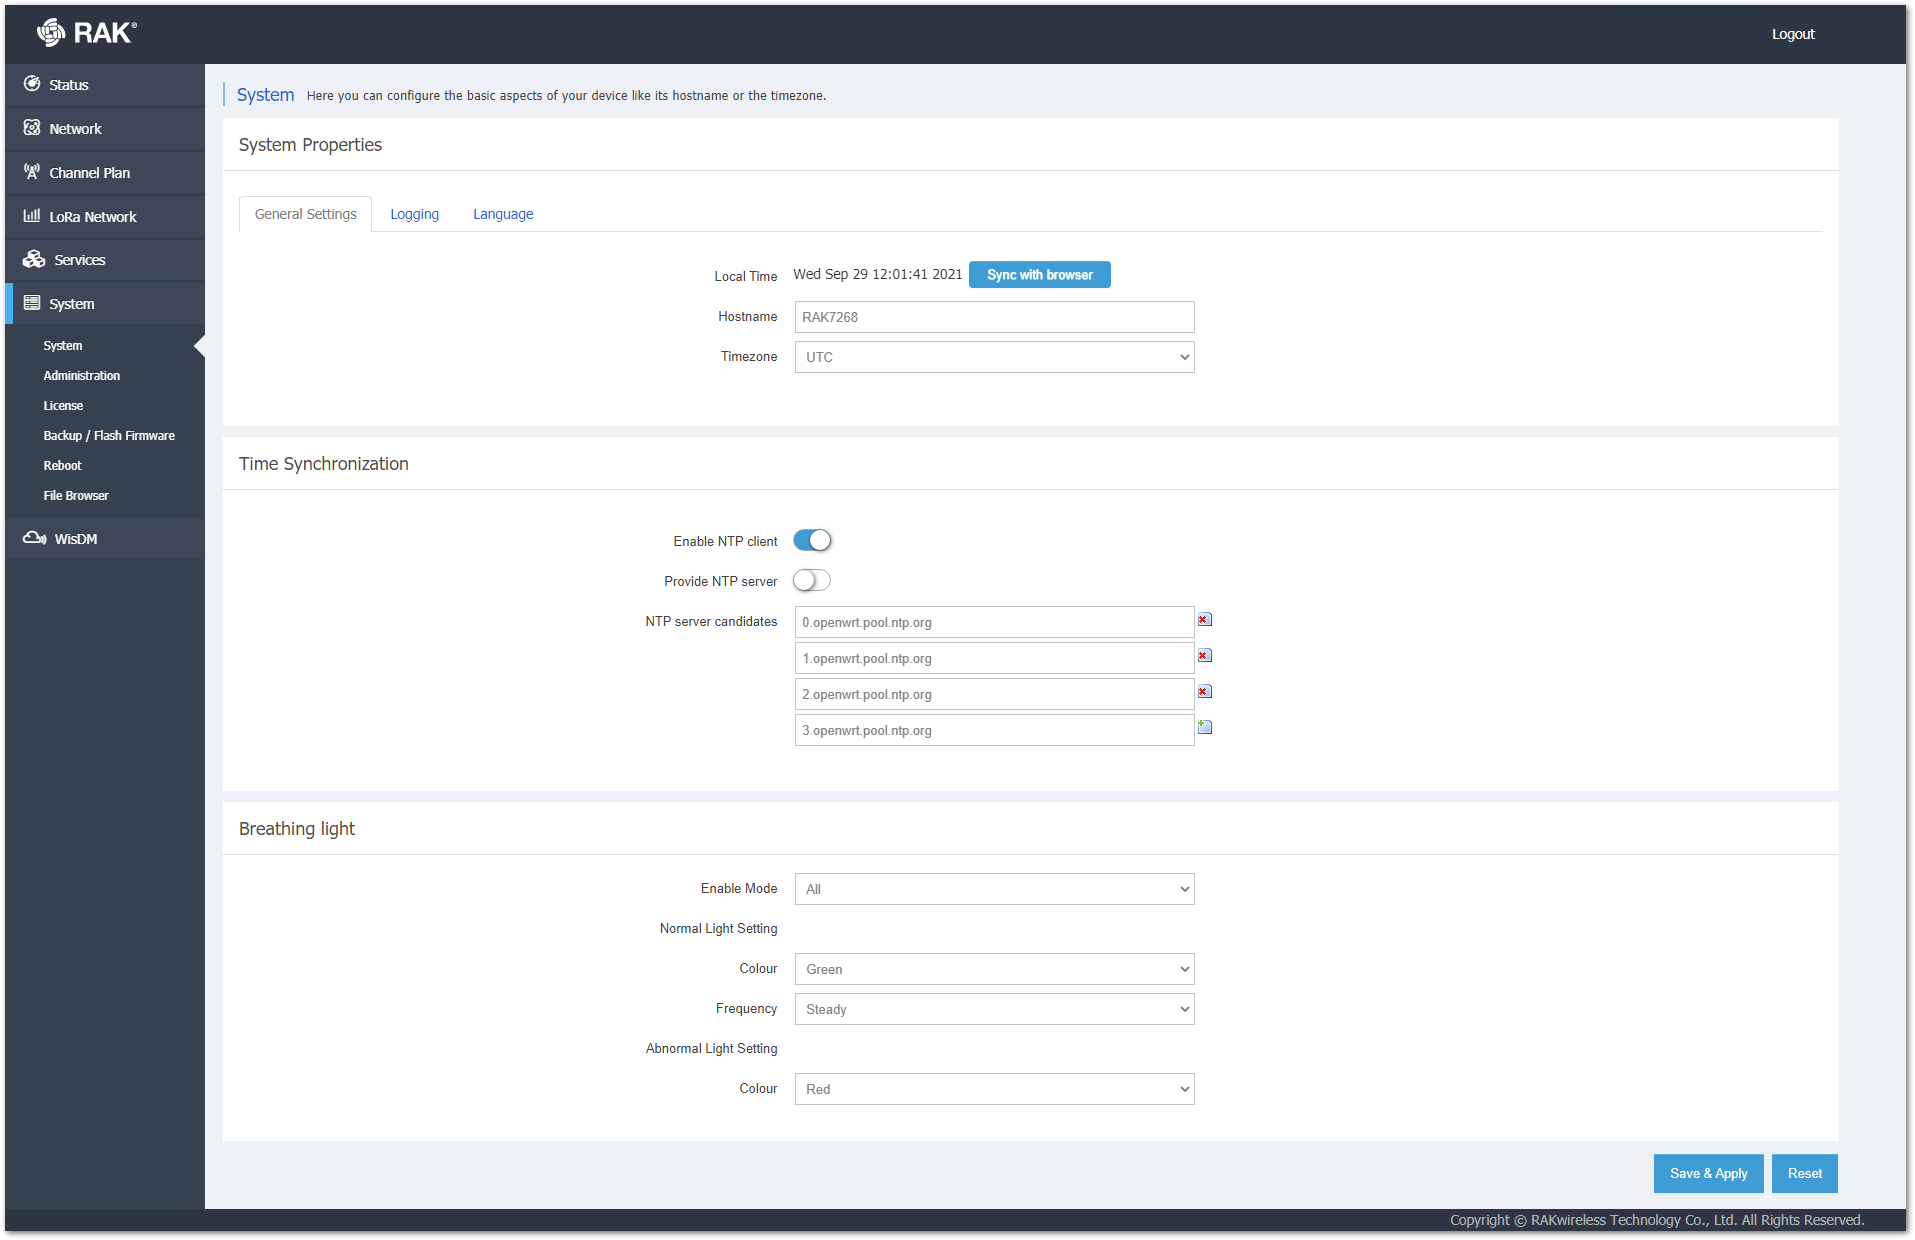 RAK®
Logout
Status
Network
Channel Plan
LoRa Network
Services
System
System
Administration
License
Backup / Flash Firmware
Reboot
File Browser
WisDM
System Here you can configure the basic aspects of your device like its hostname or the timezone.
System Properties
General Settings Logging Language
Local Time Wed Sep 29 12:01:41 2021 Sync with browser
Hostname RAK7268
Timezone UTC
Time Synchronization
Enable NTP client
Provide NTP server
NTP server candidates 0.openwrt.pool.ntp.org
1.openwrt.pool.ntp.org
2.openwrt.pool.ntp.org
3.openwrt.pool.ntp.org
Breathing light
Enable Mode All
Normal Light Setting
Colour Green
Frequency Steady
Abnormal Light Setting
Colour Red
Save & Apply Reset
Copyright © RAKwireless Technology Co., Ltd. All Rights Reserved.